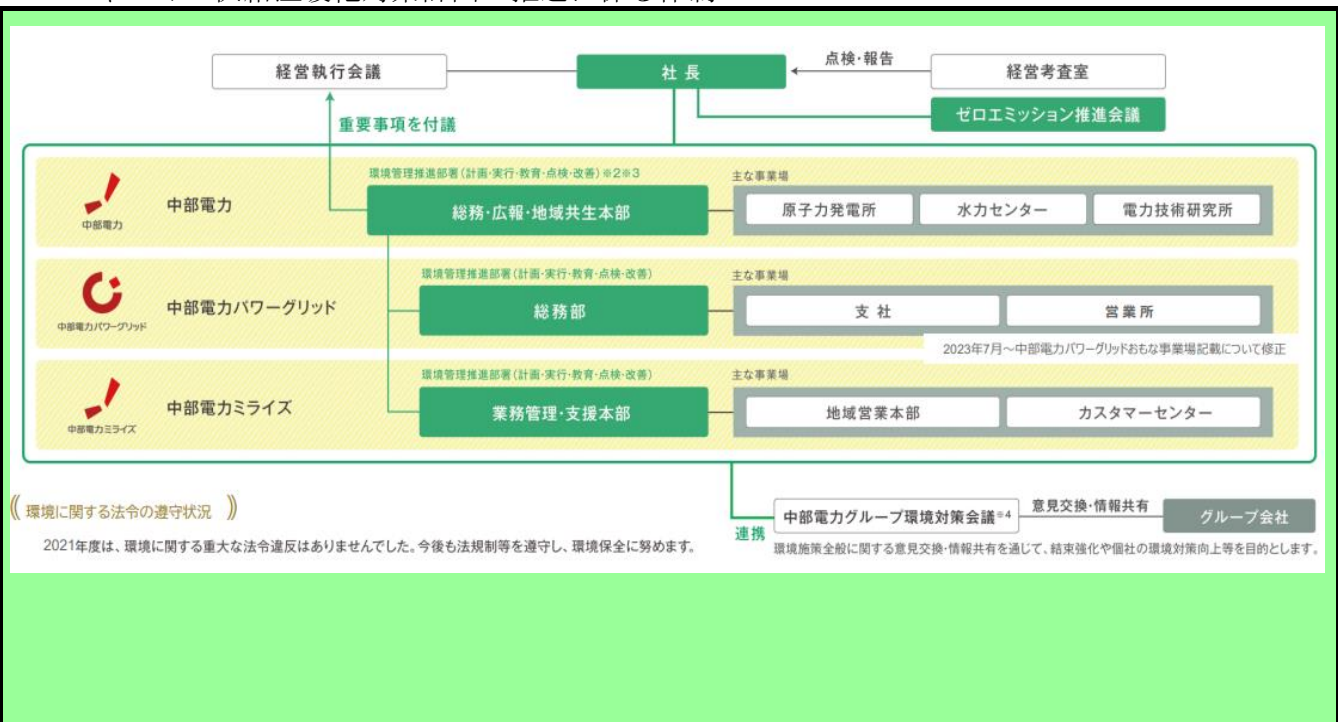 経営執行会議
社長
点検・報告
経営考査室
ゼロエミッション推進会議
重要事項を付議
環境管理推進部署(計画・実行・教育・点検・改善)※2※3
主な事業場
中部電力
中部電力
総務・広報・地域共生本部
原子力発電所
水力センター
電力技術研究所
環境管理推進部署(計画・実行・教育・点検・改善)
主な事業場
中部電力パワーグリッド
中部電力パワーグリッド
総務部
支社
営業所
2023年7月～中部電力パワーグリッドおもな事業場記載について修正
環境管理推進部署(計画・実行・教育・点検・改善)
主な事業場
中部電力ミライズ
中部電力ミライズ
業務管理・支援本部
地域営業本部
カスタマーセンター
環境に関する法令の遵守状況
2021年度は、環境に関する重大な法令違反はありませんでした。今後も法規制等を遵守し、環境保全に努めます。
連携
中部電力グループ環境対策会議※4
意見交換・情報共有
グループ会社
環境施策全般に関する意見交換・情報共有を通じて、結束強化や個社の環境対策向上等を目的とします。